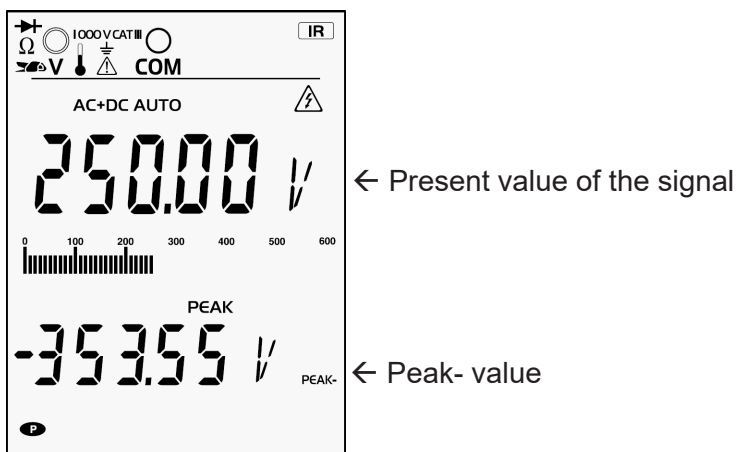 IR
Ω 1000 V CAT III
V COM
AC+DC AUTO
250.00 V ← Present value of the signal
0 100 200 300 400 500 600
PEAK
-353.55 V PEAK- ← Peak- value
P